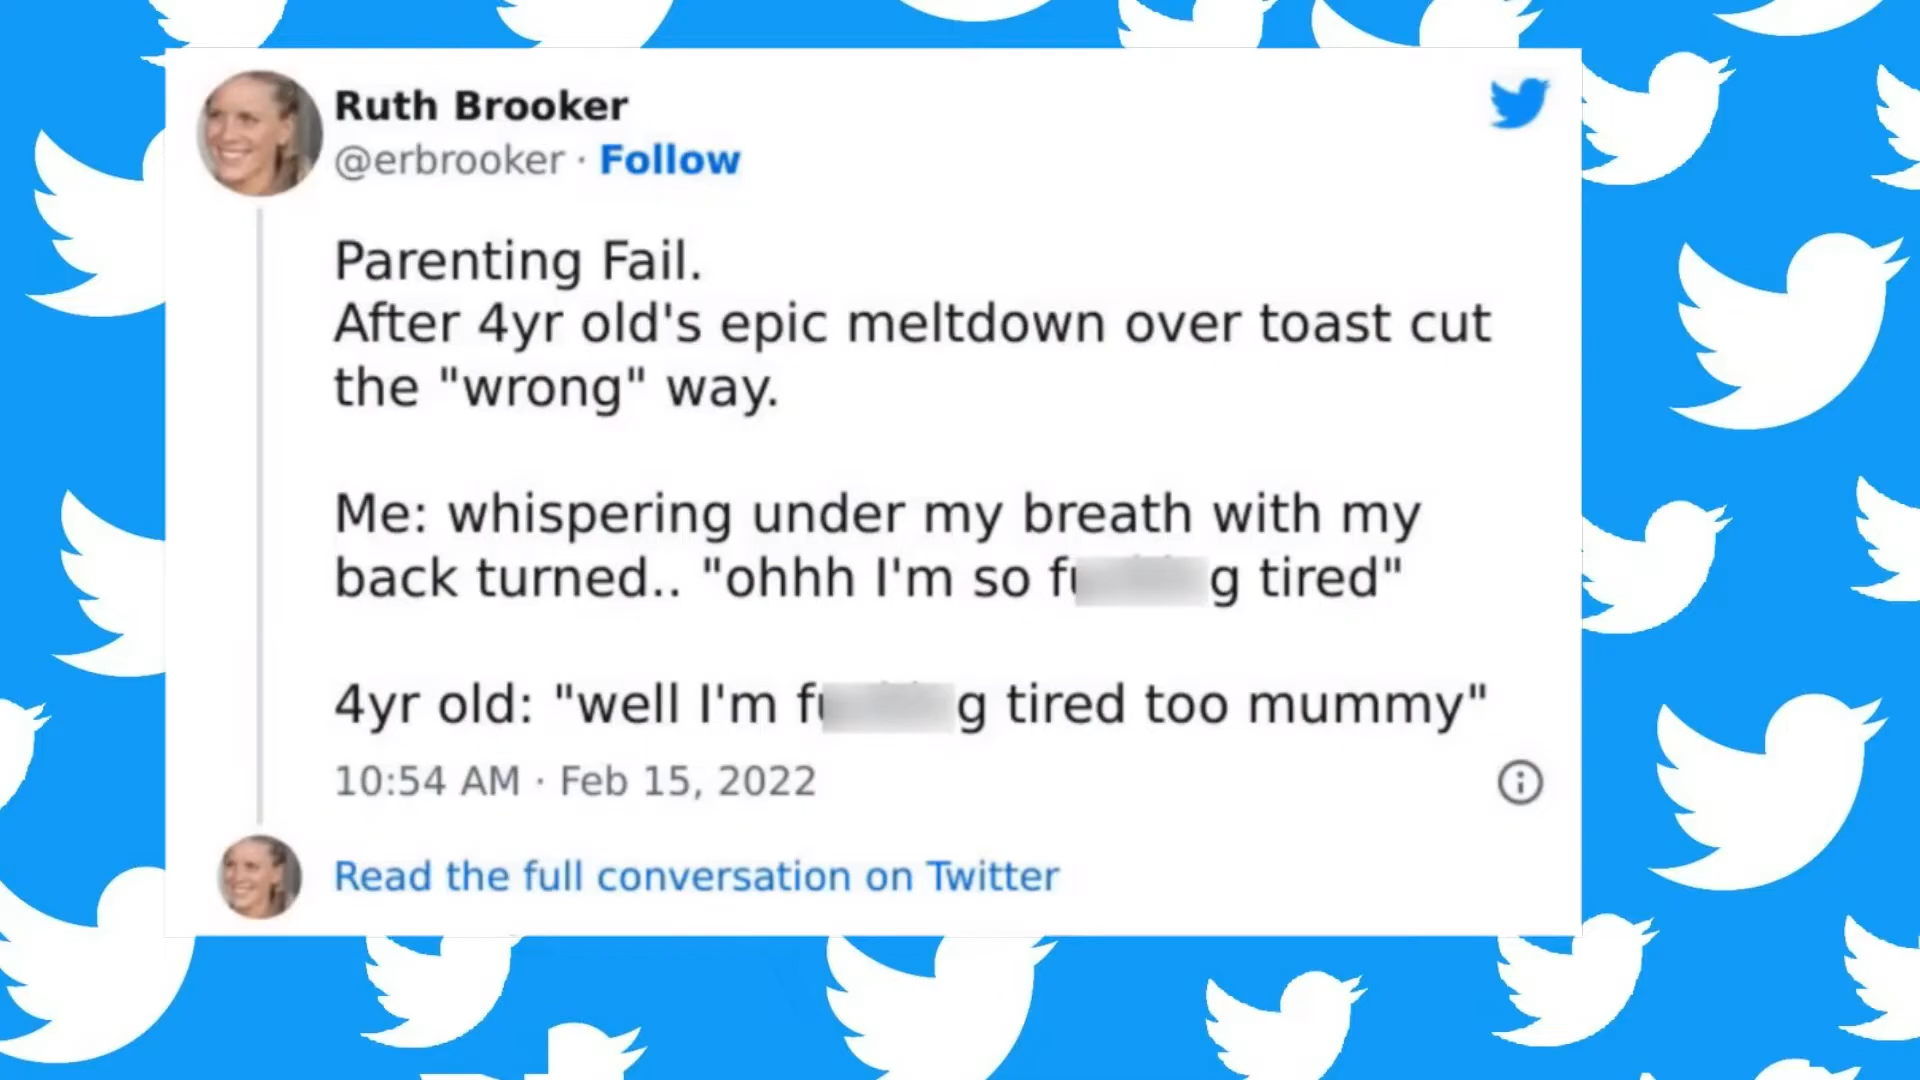 Ruth Brooker
@erbrooker · Follow
Parenting Fail.
After 4yr old's epic meltdown over toast cut
the "wrong" way.
Me: whispering under my breath with my
back turned.. "ohhh I'm so tired"
4yr old: "well I'm tired too mummy"
10:54 AM · Feb 15, 2022
Read the full conversation on Twitter